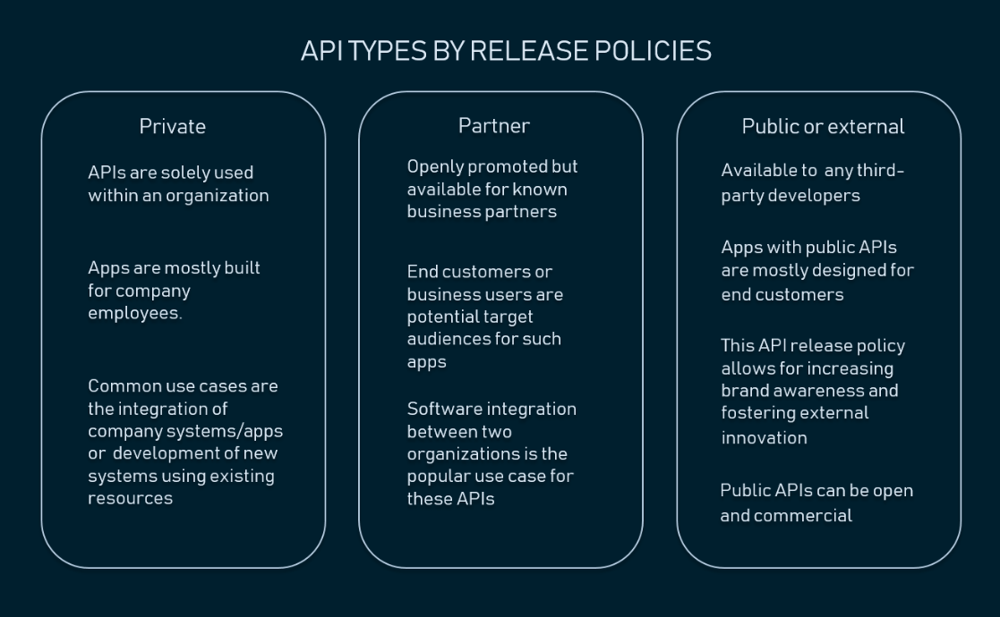 API TYPES BY RELEASE POLICIES
Private
APIs are solely used
within an organization
Apps are mostly built
for company
employees.
Common use cases are
the integration of
company systems/apps
or development of new
systems using existing
resources
Partner
Openly promoted but
available for known
business partners
End customers or
business users are
potential target
audiences for such
apps
Software integration
between two
organizations is the
popular use case for
these APIs
Public or external
Available to any third-
party developers
Apps with public APIs
are mostly designed for
end customers
This API release policy
allows for increasing
brand awareness and
fostering external
innovation
Public APIs can be open
and commercial